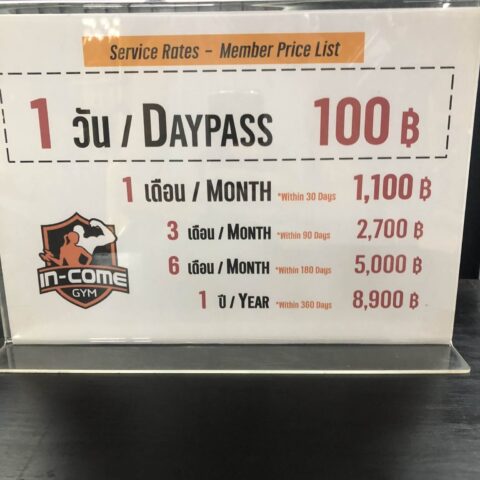 Service Rates - Member Price List
1 วัน / DAYPASS 100 ฿
1 เดือน / MONTH *Within 30 Days 1,100 ฿
3 เดือน / MONTH *Within 90 Days 2,700 ฿
6 เดือน / MONTH *Within 180 Days 5,000 ฿
1 ปี / YEAR *Within 360 Days 8,900 ฿
IN-COME
GYM